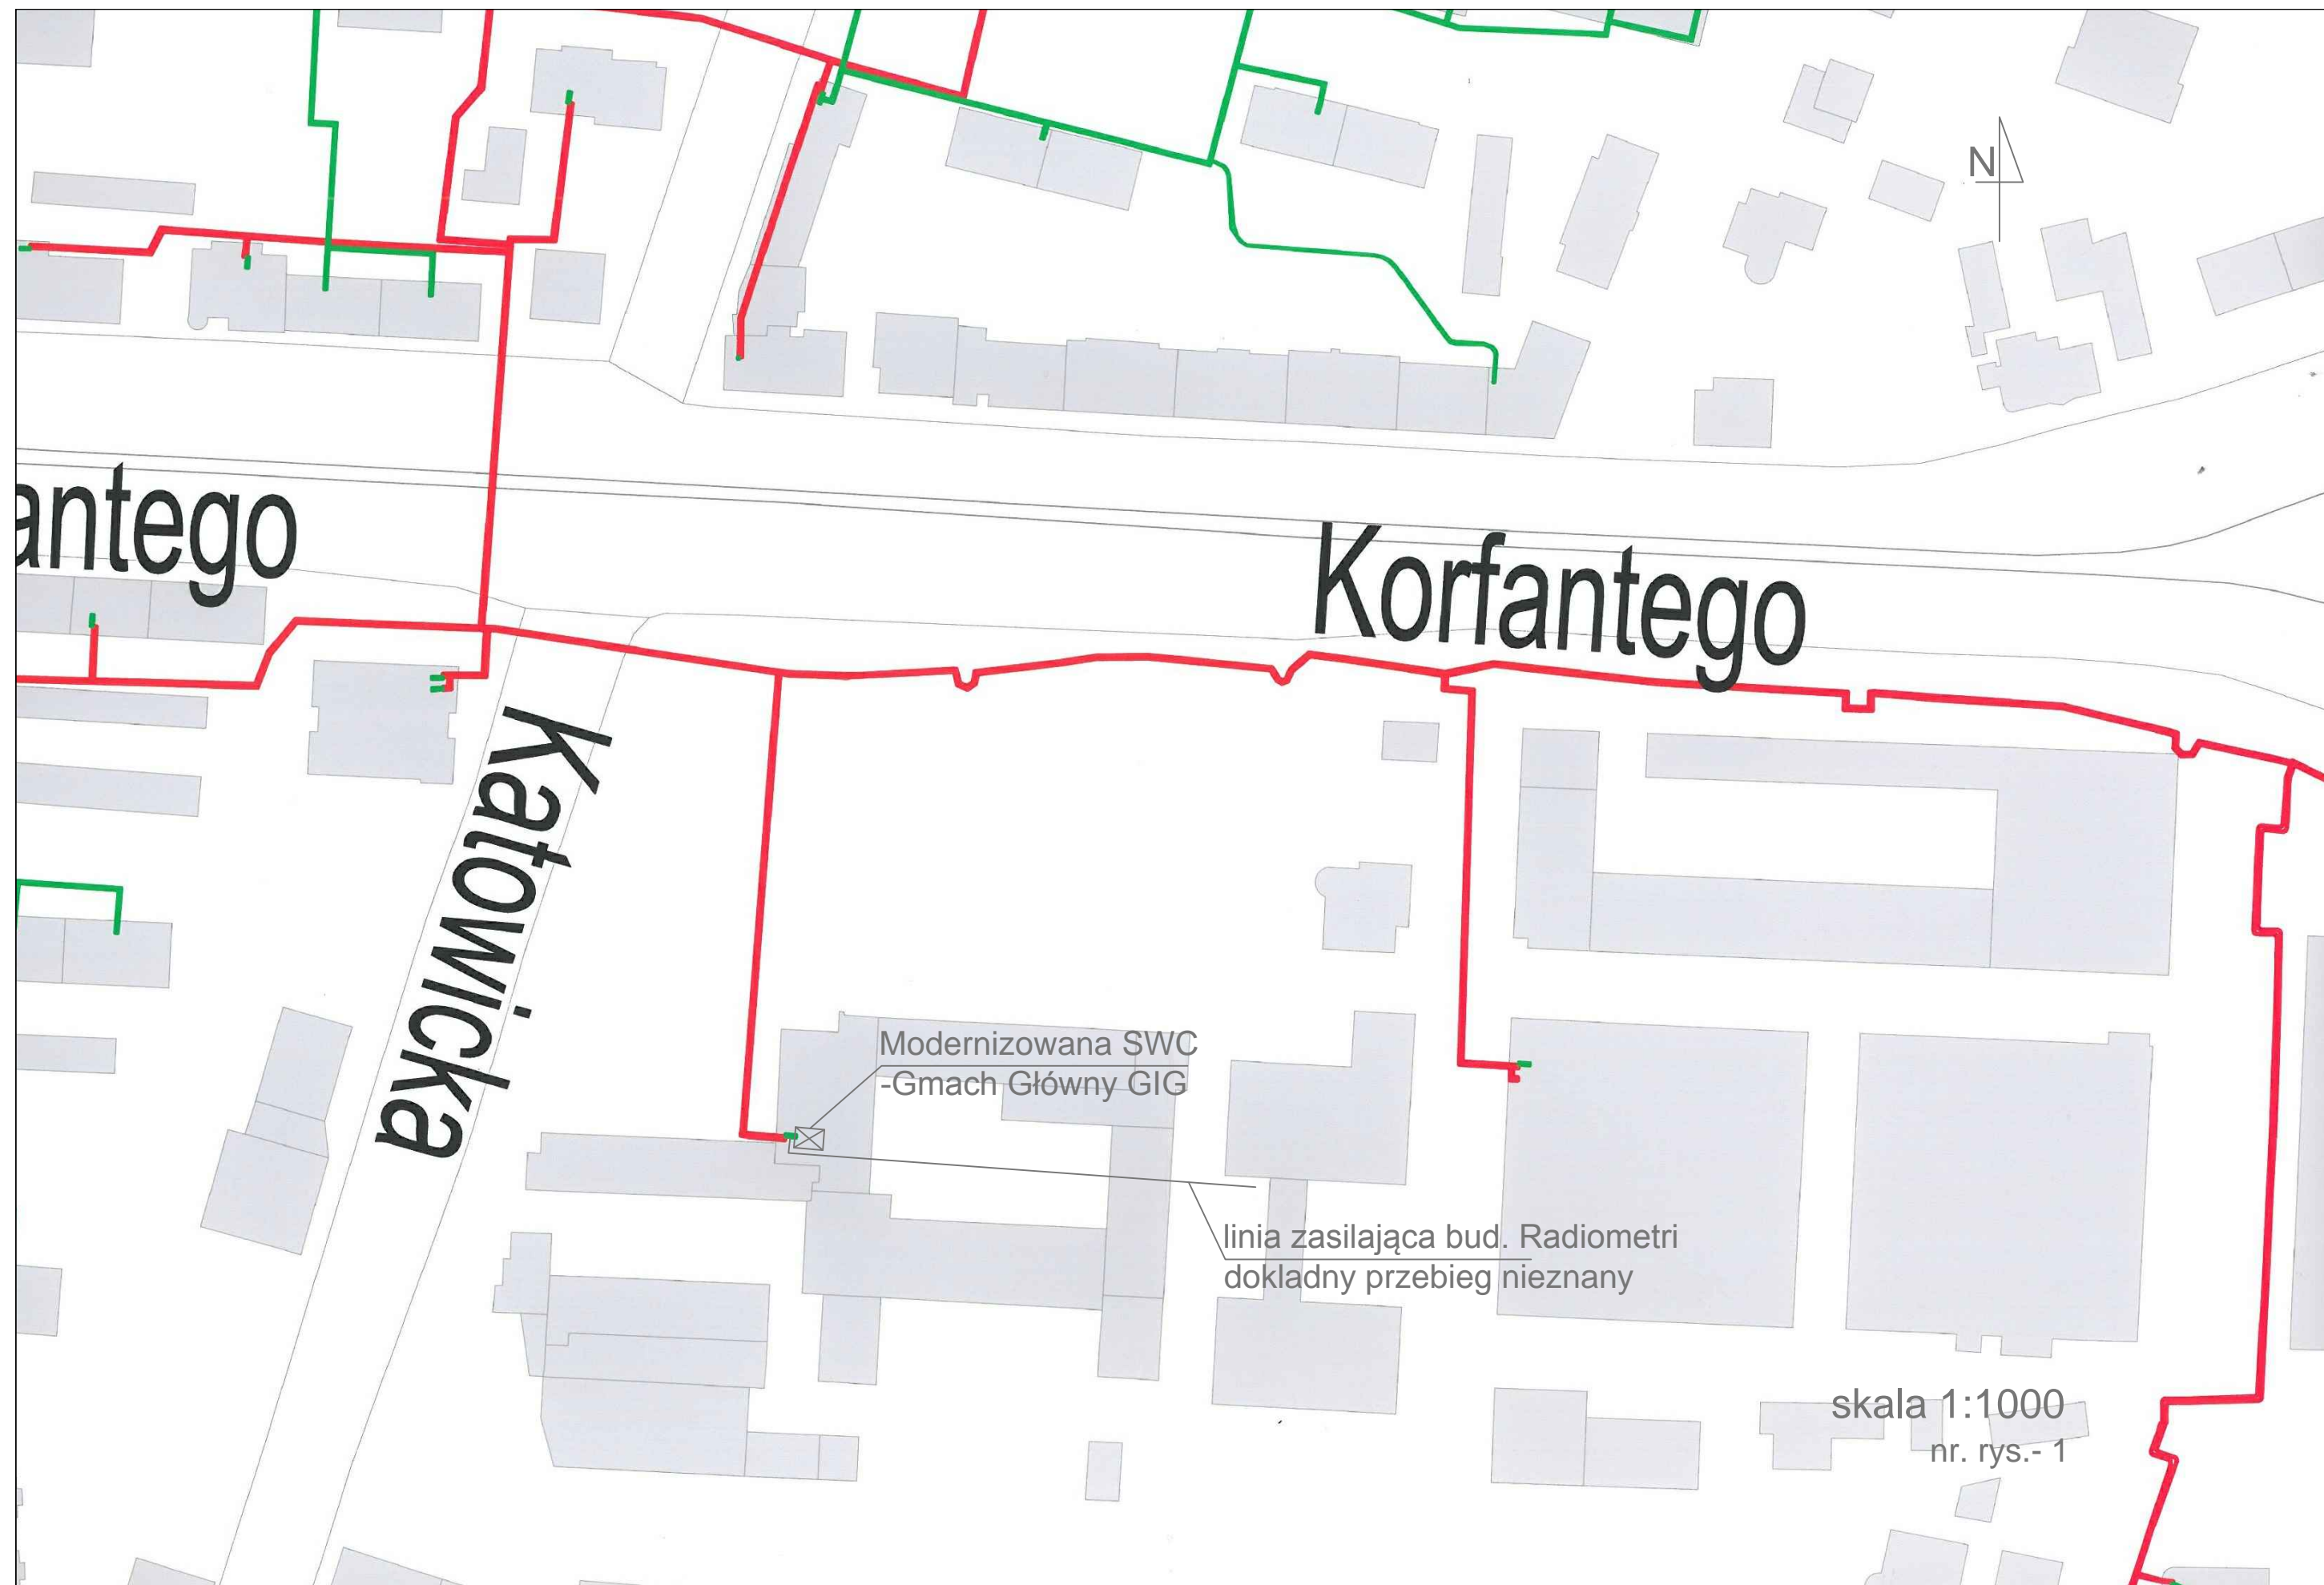 N
antego
Korfantego
Katowicka
Modernizowana SWC
-Gmach Główny GIG
linia zasilająca bud. Radiometri
dokladny przebieg nieznany
skala 1:1000
nr. rys.- 1